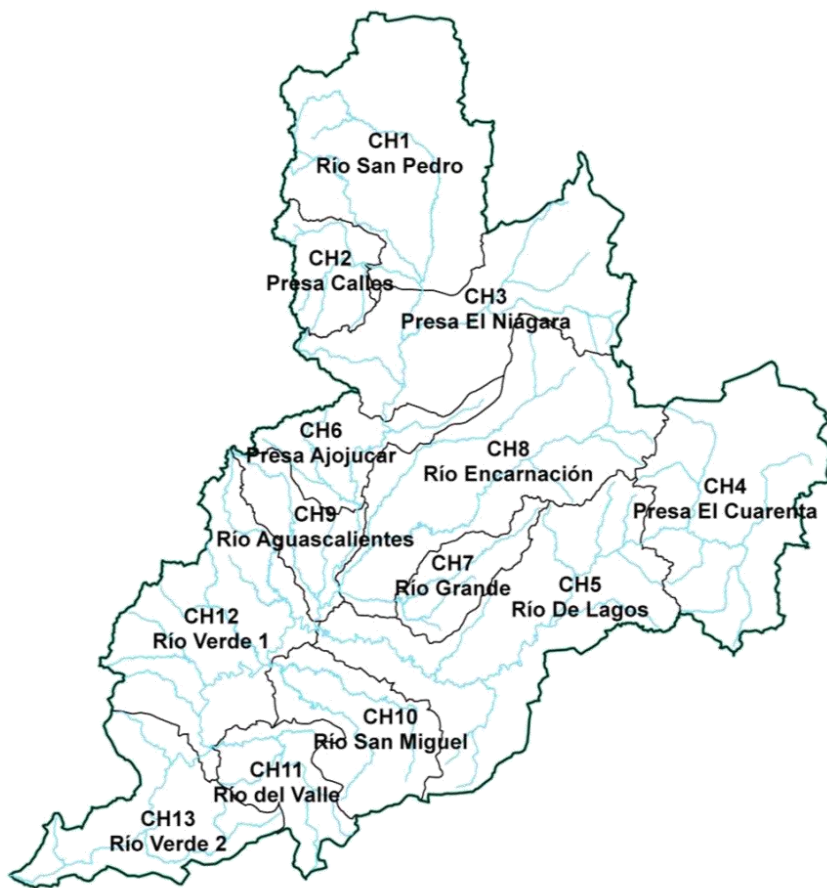 CH1
Río San Pedro
CH2
Presa Calles
CH3
Presa El Niágara
CH6
Presa Ajojucar
CH8
Río Encarnación
CH4
Presa El Cuarenta
CH9
Río Aguascalientes
CH7
Río Grande
CH5
Río De Lagos
CH12
Río Verde 1
CH10
Río San Miguel
CH11
Río del Valle
CH13
Río Verde 2